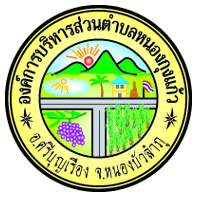 องค์การบริหารส่วนตำบลหนองกุงแก้ว
อ.ศรีบุญเรือง จ.หนองบัวลำภู